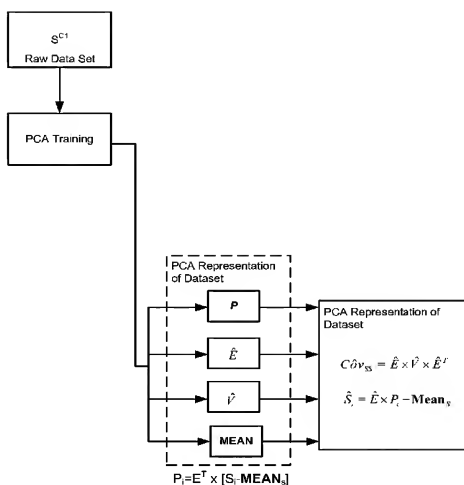 S^C1
Raw Data Set
PCA Training
PCA Representation
of Dataset
P
Ê
V̂
MEAN
P_i=E^T x [S_i-MEAN_s]
PCA Representation of
Dataset
Côv_SS = Ê × V̂ × Ê^T
Ŝ_i = Ê × P_i – Mean_S